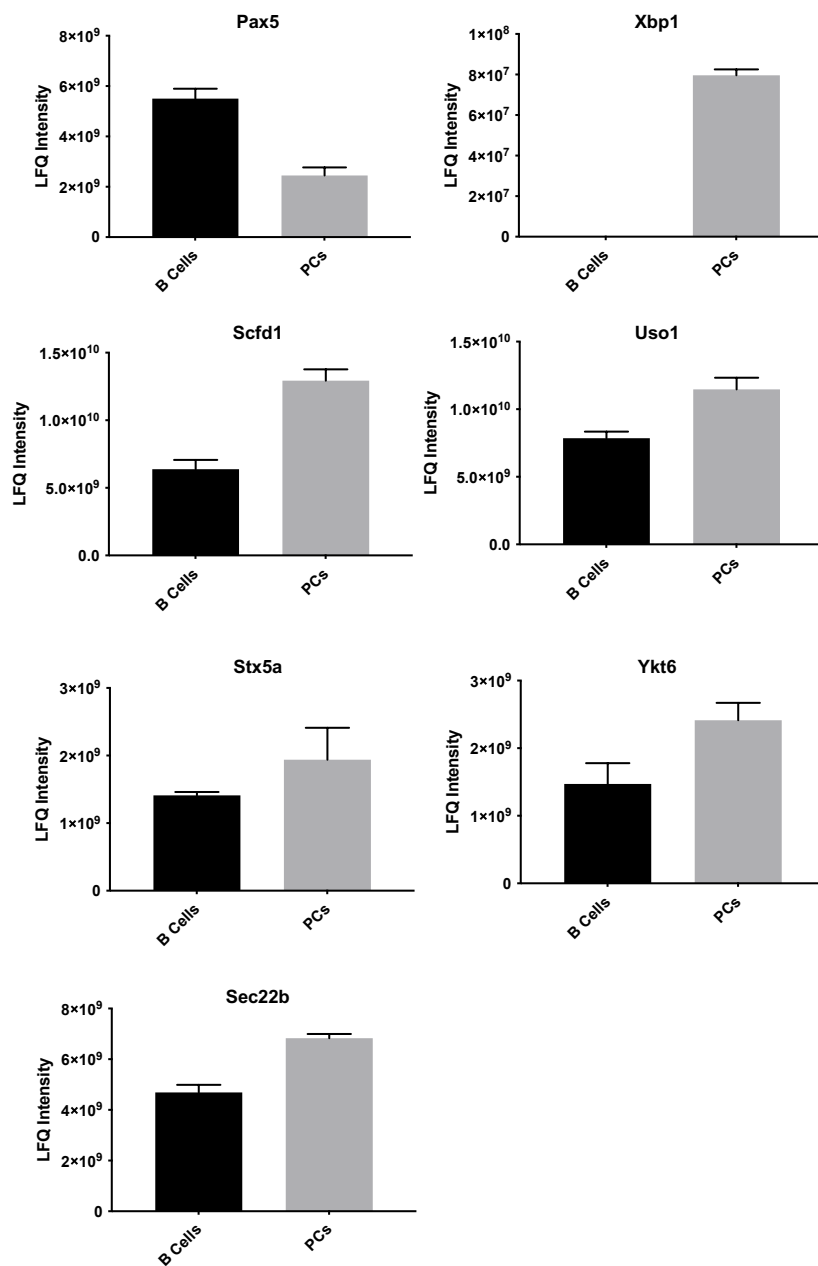 Pax5
LFQ Intensity
8×10⁹
6×10⁹
4×10⁹
2×10⁹
0
B Cells
PCs
Xbp1
LFQ Intensity
1×10⁸
8×10⁷
6×10⁷
4×10⁷
2×10⁷
0
B Cells
PCs
Scfd1
LFQ Intensity
1.5×10¹⁰
1.0×10¹⁰
5.0×10⁹
0.0
B Cells
PCs
Uso1
LFQ Intensity
1.5×10¹⁰
1.0×10¹⁰
5.0×10⁹
0.0
B Cells
PCs
Stx5a
LFQ Intensity
3×10⁹
2×10⁹
1×10⁹
0
B Cells
PCs
Ykt6
LFQ Intensity
3×10⁹
2×10⁹
1×10⁹
0
B Cells
PCs
Sec22b
LFQ Intensity
8×10⁹
6×10⁹
4×10⁹
2×10⁹
0
B Cells
PCs